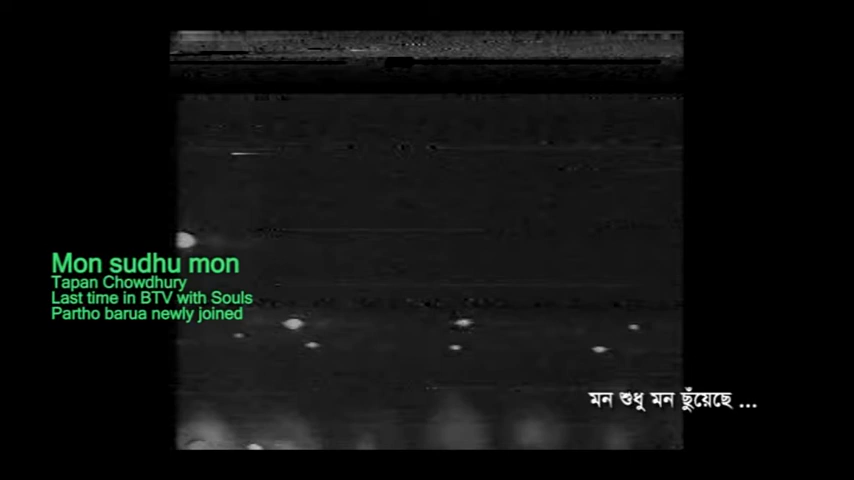 Mon sudhu mon
Tapan Chowdhury
Last time in BTV with Souls
Partho barua newly joined
মন শুধু মন ছুঁয়েছে ...